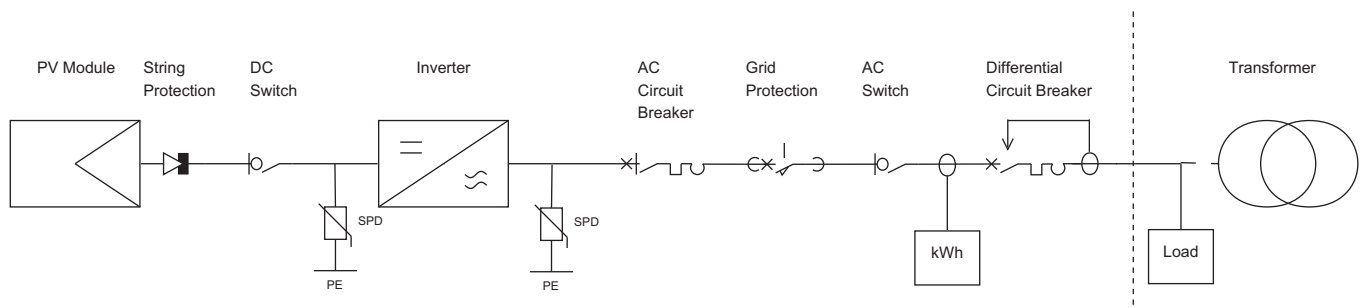 PV Module
String
Protection
DC
Switch
Inverter
AC
Circuit
Breaker
Grid
Protection
AC
Switch
Differential
Circuit Breaker
Transformer
SPD
SPD
kWh
Load
PE
PE